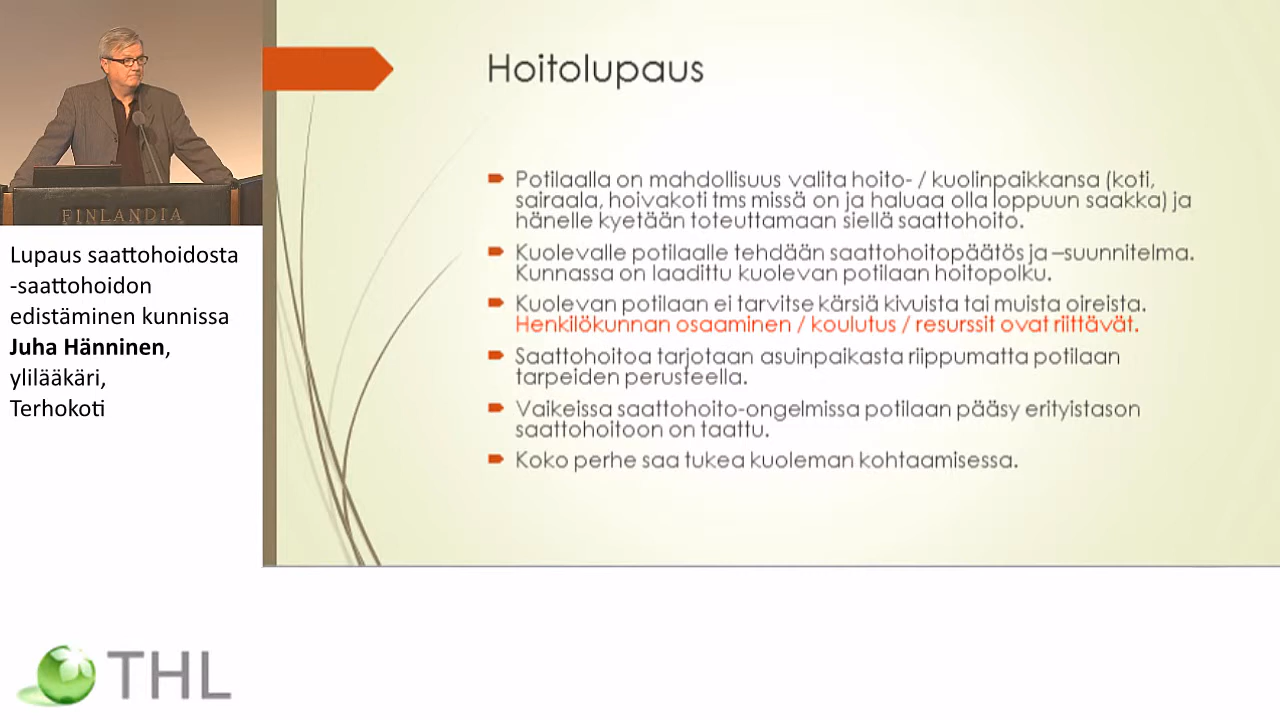 FINLANDIA
Lupaus saattohoidosta
-saattohoidon
edistäminen kunnissa
Juha Hänninen,
ylilääkäri,
Terhokoti
Hoitolupaus
Potilaalla on mahdollisuus valita hoito- / kuolinpaikkansa (koti,
sairaala, hoivakoti tms missä on ja haluaa olla loppuun saakka) ja
hänelle kyetään toteuttamaan siellä saattohoito.
Kuolevalle potilaalle tehdään saattohoitopäätös ja –suunnitelma.
Kunnassa on laadittu kuolevan potilaan hoitopolku.
Kuolevan potilaan ei tarvitse kärsiä kivuista tai muista oireista.
Henkilökunnan osaaminen / koulutus / resurssit ovat riittävät.
Saattohoitoa tarjotaan asuinpaikasta riippumatta potilaan
tarpeiden perusteella.
Vaikeissa saattohoito-ongelmissa potilaan pääsy erityistason
saattohoitoon on taattu.
Koko perhe saa tukea kuoleman kohtaamisessa.
THL